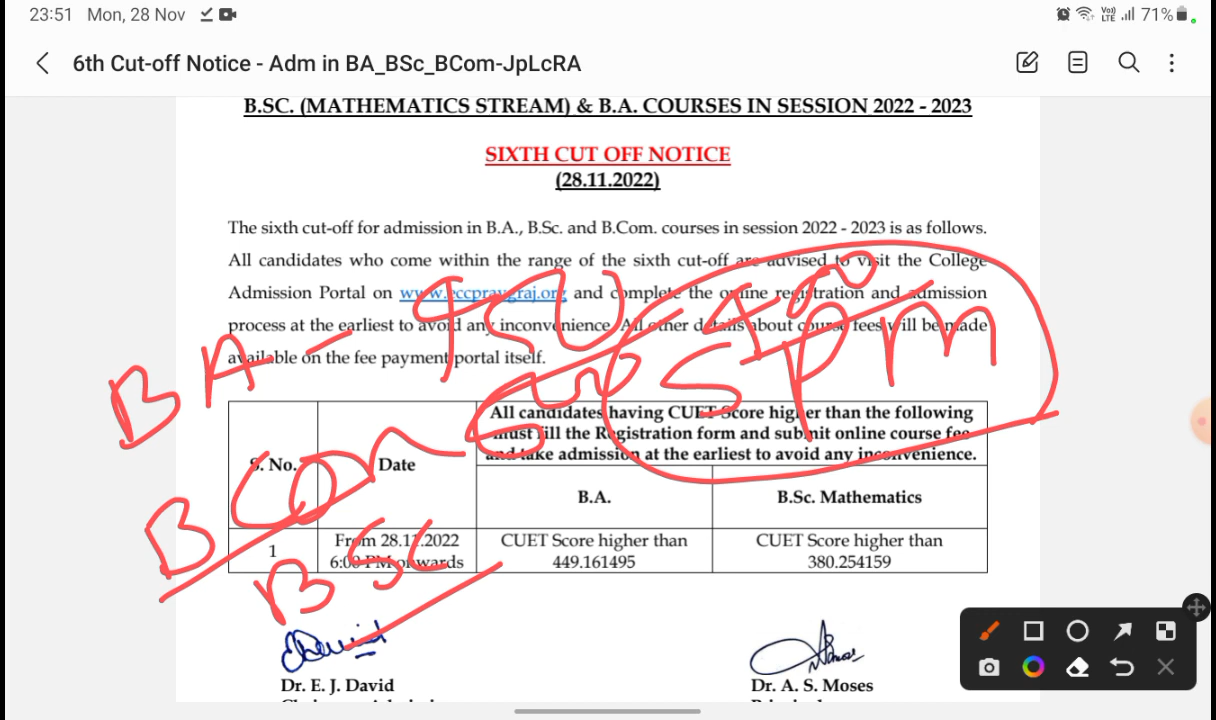 23:51 Mon, 28 Nov
71%
6th Cut-off Notice - Adm in BA_BSc_BCom-JpLcRA
B.SC. (MATHEMATICS STREAM) & B.A. COURSES IN SESSION 2022 - 2023
SIXTH CUT OFF NOTICE
(28.11.2022)
The sixth cut-off for admission in B.A., B.Sc. and B.Com. courses in session 2022 - 2023 is as follows.
All candidates who come within the range of the sixth cut-off are advised to visit the College
Admission Portal on www.eccprayagraj.org and complete the online registration and admission
process at the earliest to avoid any inconvenience. All other details about course fees will be made
available on the fee payment portal itself.
BA -
5pm
BCom
BSC
S. No.
Date
All candidates having CUET Score higher than the following
must fill the Registration form and submit online course fee
and take admission at the earliest to avoid any inconvenience.
B.A.
B.Sc. Mathematics
1
From 28.11.2022
6:00 PM onwards
CUET Score higher than
449.161495
CUET Score higher than
380.254159
Dr. E. J. David
Dr. A. S. Moses